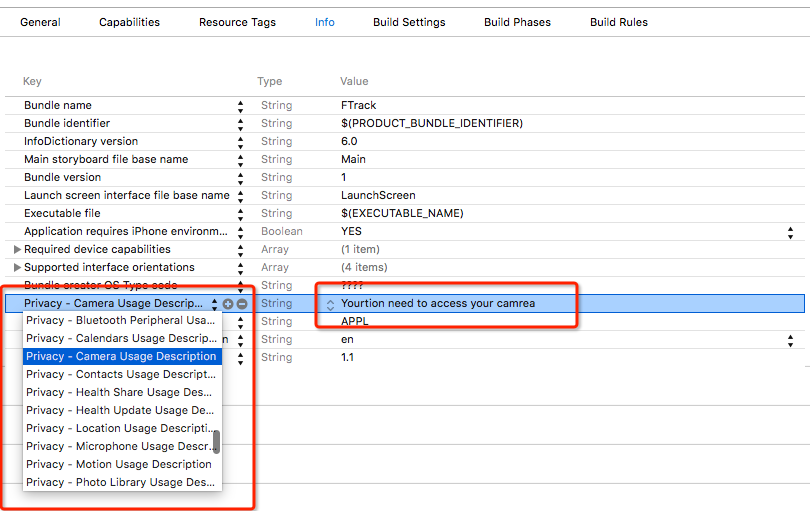 General Capabilities Resource Tags Info Build Settings Build Phases Build Rules
Key Type Value
Bundle name String FTrack
Bundle identifier String $(PRODUCT_BUNDLE_IDENTIFIER)
InfoDictionary version String 6.0
Main storyboard file base name String Main
Bundle version String 1
Launch screen interface file base name String LaunchScreen
Executable file String $(EXECUTABLE_NAME)
Application requires iPhone environm... Boolean YES
Required device capabilities Array (1 item)
Supported interface orientations Array (4 items)
Bundle creator OS Type code String ????
Privacy - Camera Usage Descrip... String Yourtion need to access your camrea
Privacy - Bluetooth Peripheral Usa... String APPL
Privacy - Calendars Usage Descrip... n String en
Privacy - Camera Usage Description String 1.1
Privacy - Contacts Usage Descript...
Privacy - Health Share Usage Des...
Privacy - Health Update Usage De...
Privacy - Location Usage Descripti...
Privacy - Microphone Usage Descr...
Privacy - Motion Usage Description
Privacy - Photo Library Usage Des...